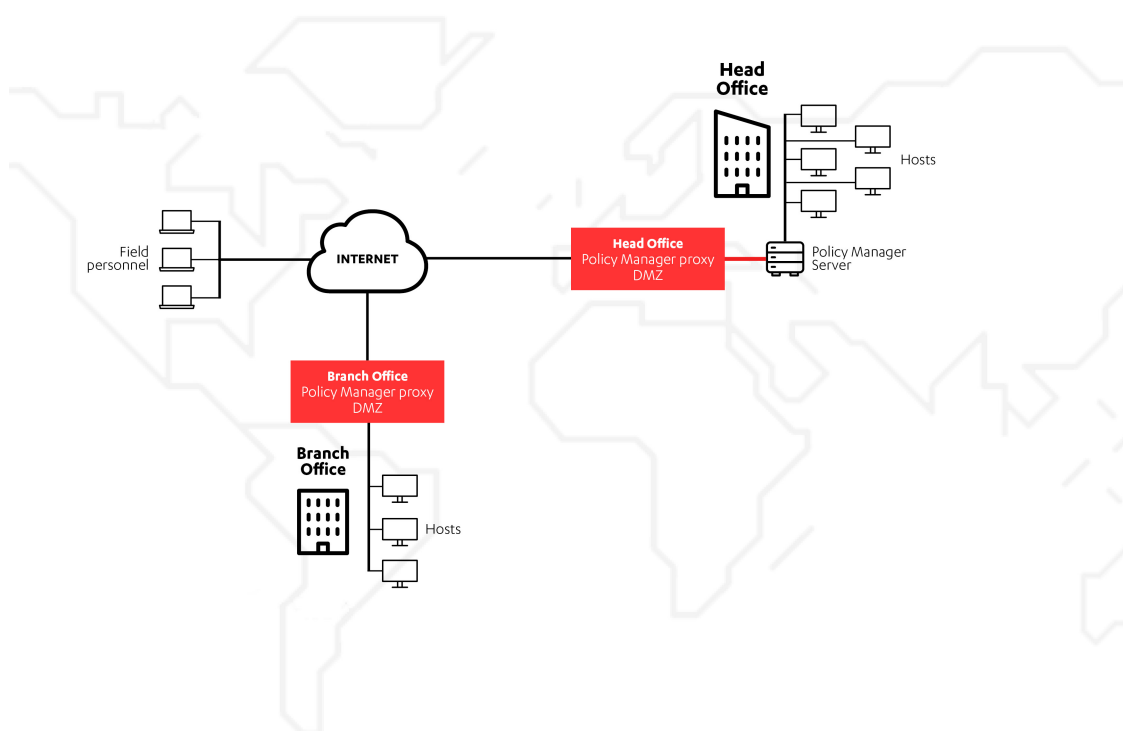 Head
Office
Hosts
Head Office
Policy Manager proxy
DMZ
Policy Manager
Server
Field
personnel
INTERNET
Branch Office
Policy Manager proxy
DMZ
Branch
Office
Hosts